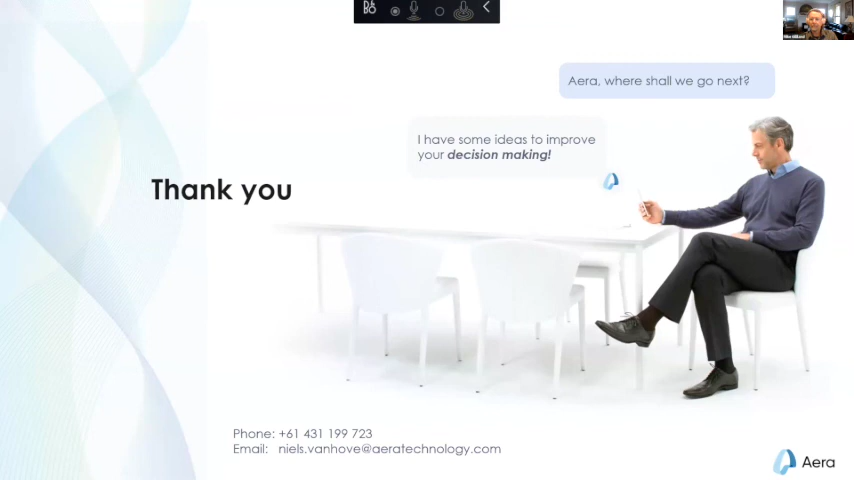 Aera, where shall we go next?
I have some ideas to improve
your decision making!
Thank you
Phone: +61 431 199 723
Email: niels.vanhove@aeratechnology.com
Aera